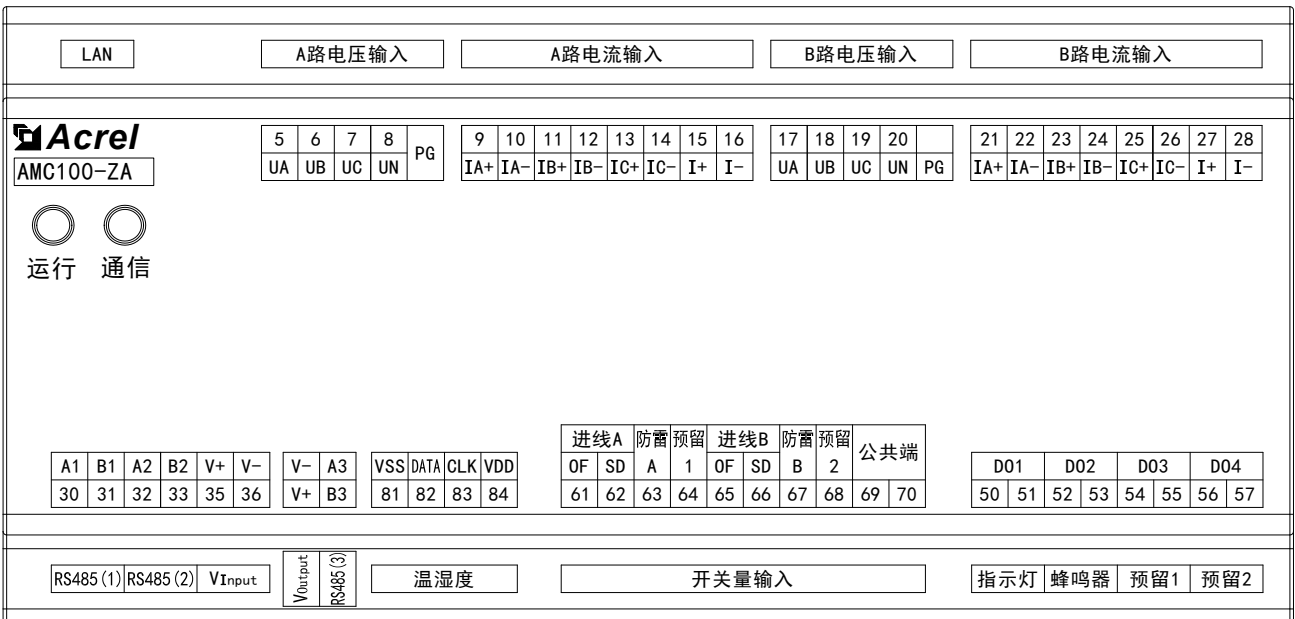 LAN A路电压输入 A路电流输入 B路电压输入 B路电流输入
Acrel
AMC100-ZA
5 6 7 8 PG 9 10 11 12 13 14 15 16 17 18 19 20 21 22 23 24 25 26 27 28
UA UB UC UN IA+ IA- IB+ IB- IC+ IC- I+ I- UA UB UC UN PG IA+ IA- IB+ IB- IC+ IC- I+ I-
运行 通信
进线A 防雷 预留 进线B 防雷 预留 公共端
A1 B1 A2 B2 V+ V- V- A3 VSS DATA CLK VDD OF SD A 1 OF SD B 2 DO1 DO2 DO3 DO4
30 31 32 33 35 36 V+ B3 81 82 83 84 61 62 63 64 65 66 67 68 69 70 50 51 52 53 54 55 56 57
RS485(1) RS485(2) VInput Voutput RS485(3) 温湿度 开关量输入 指示灯 蜂鸣器 预留1 预留2